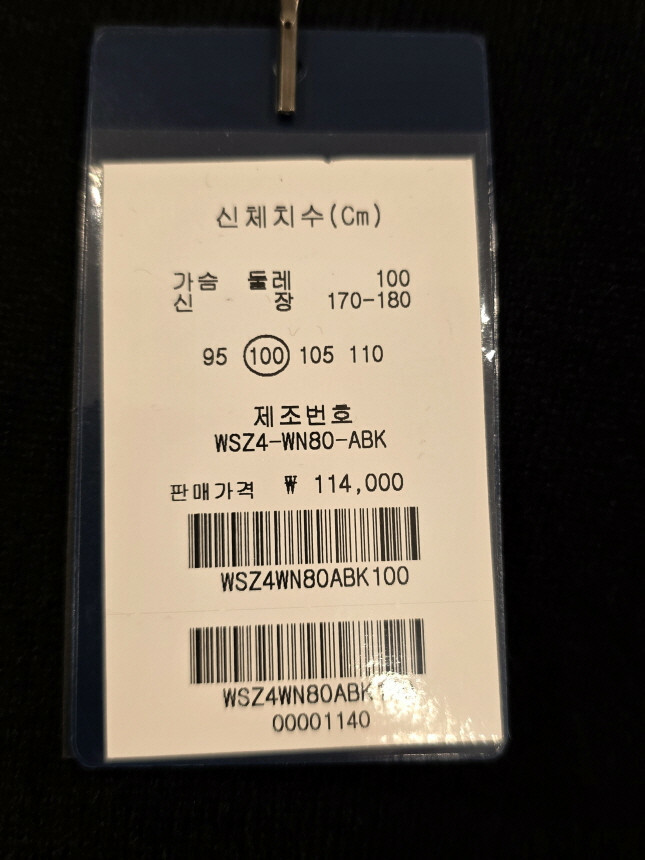 신체치수(Cm)
가슴 둘레 100
신 장 170-180
95 100 105 110
제조번호
WSZ4-WN80-ABK
판매가격 ₩ 114,000
WSZ4WN80ABK100
WSZ4WN80ABK
00001140